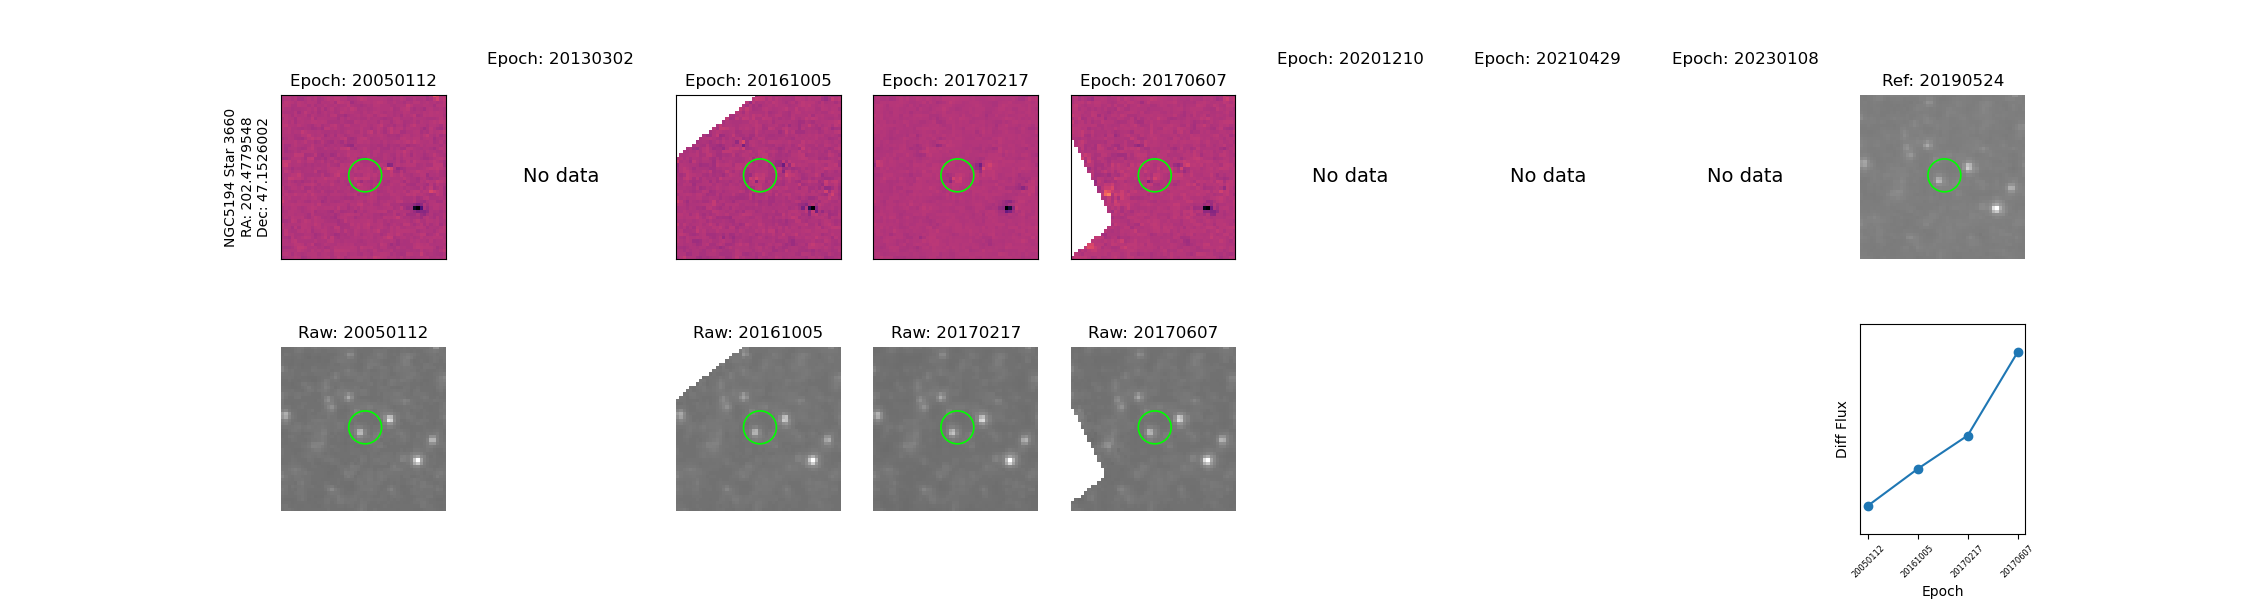 NGC5194 Star 3660
RA: 202.4779548
Dec: 47.1526002
Epoch: 20050112
Epoch: 20130302
No data
Epoch: 20161005
Epoch: 20170217
Epoch: 20170607
Epoch: 20201210
No data
Epoch: 20210429
No data
Epoch: 20230108
No data
Ref: 20190524
Raw: 20050112
Raw: 20161005
Raw: 20170217
Raw: 20170607
Diff Flux
20050112
20161005
20170217
20170607
Epoch